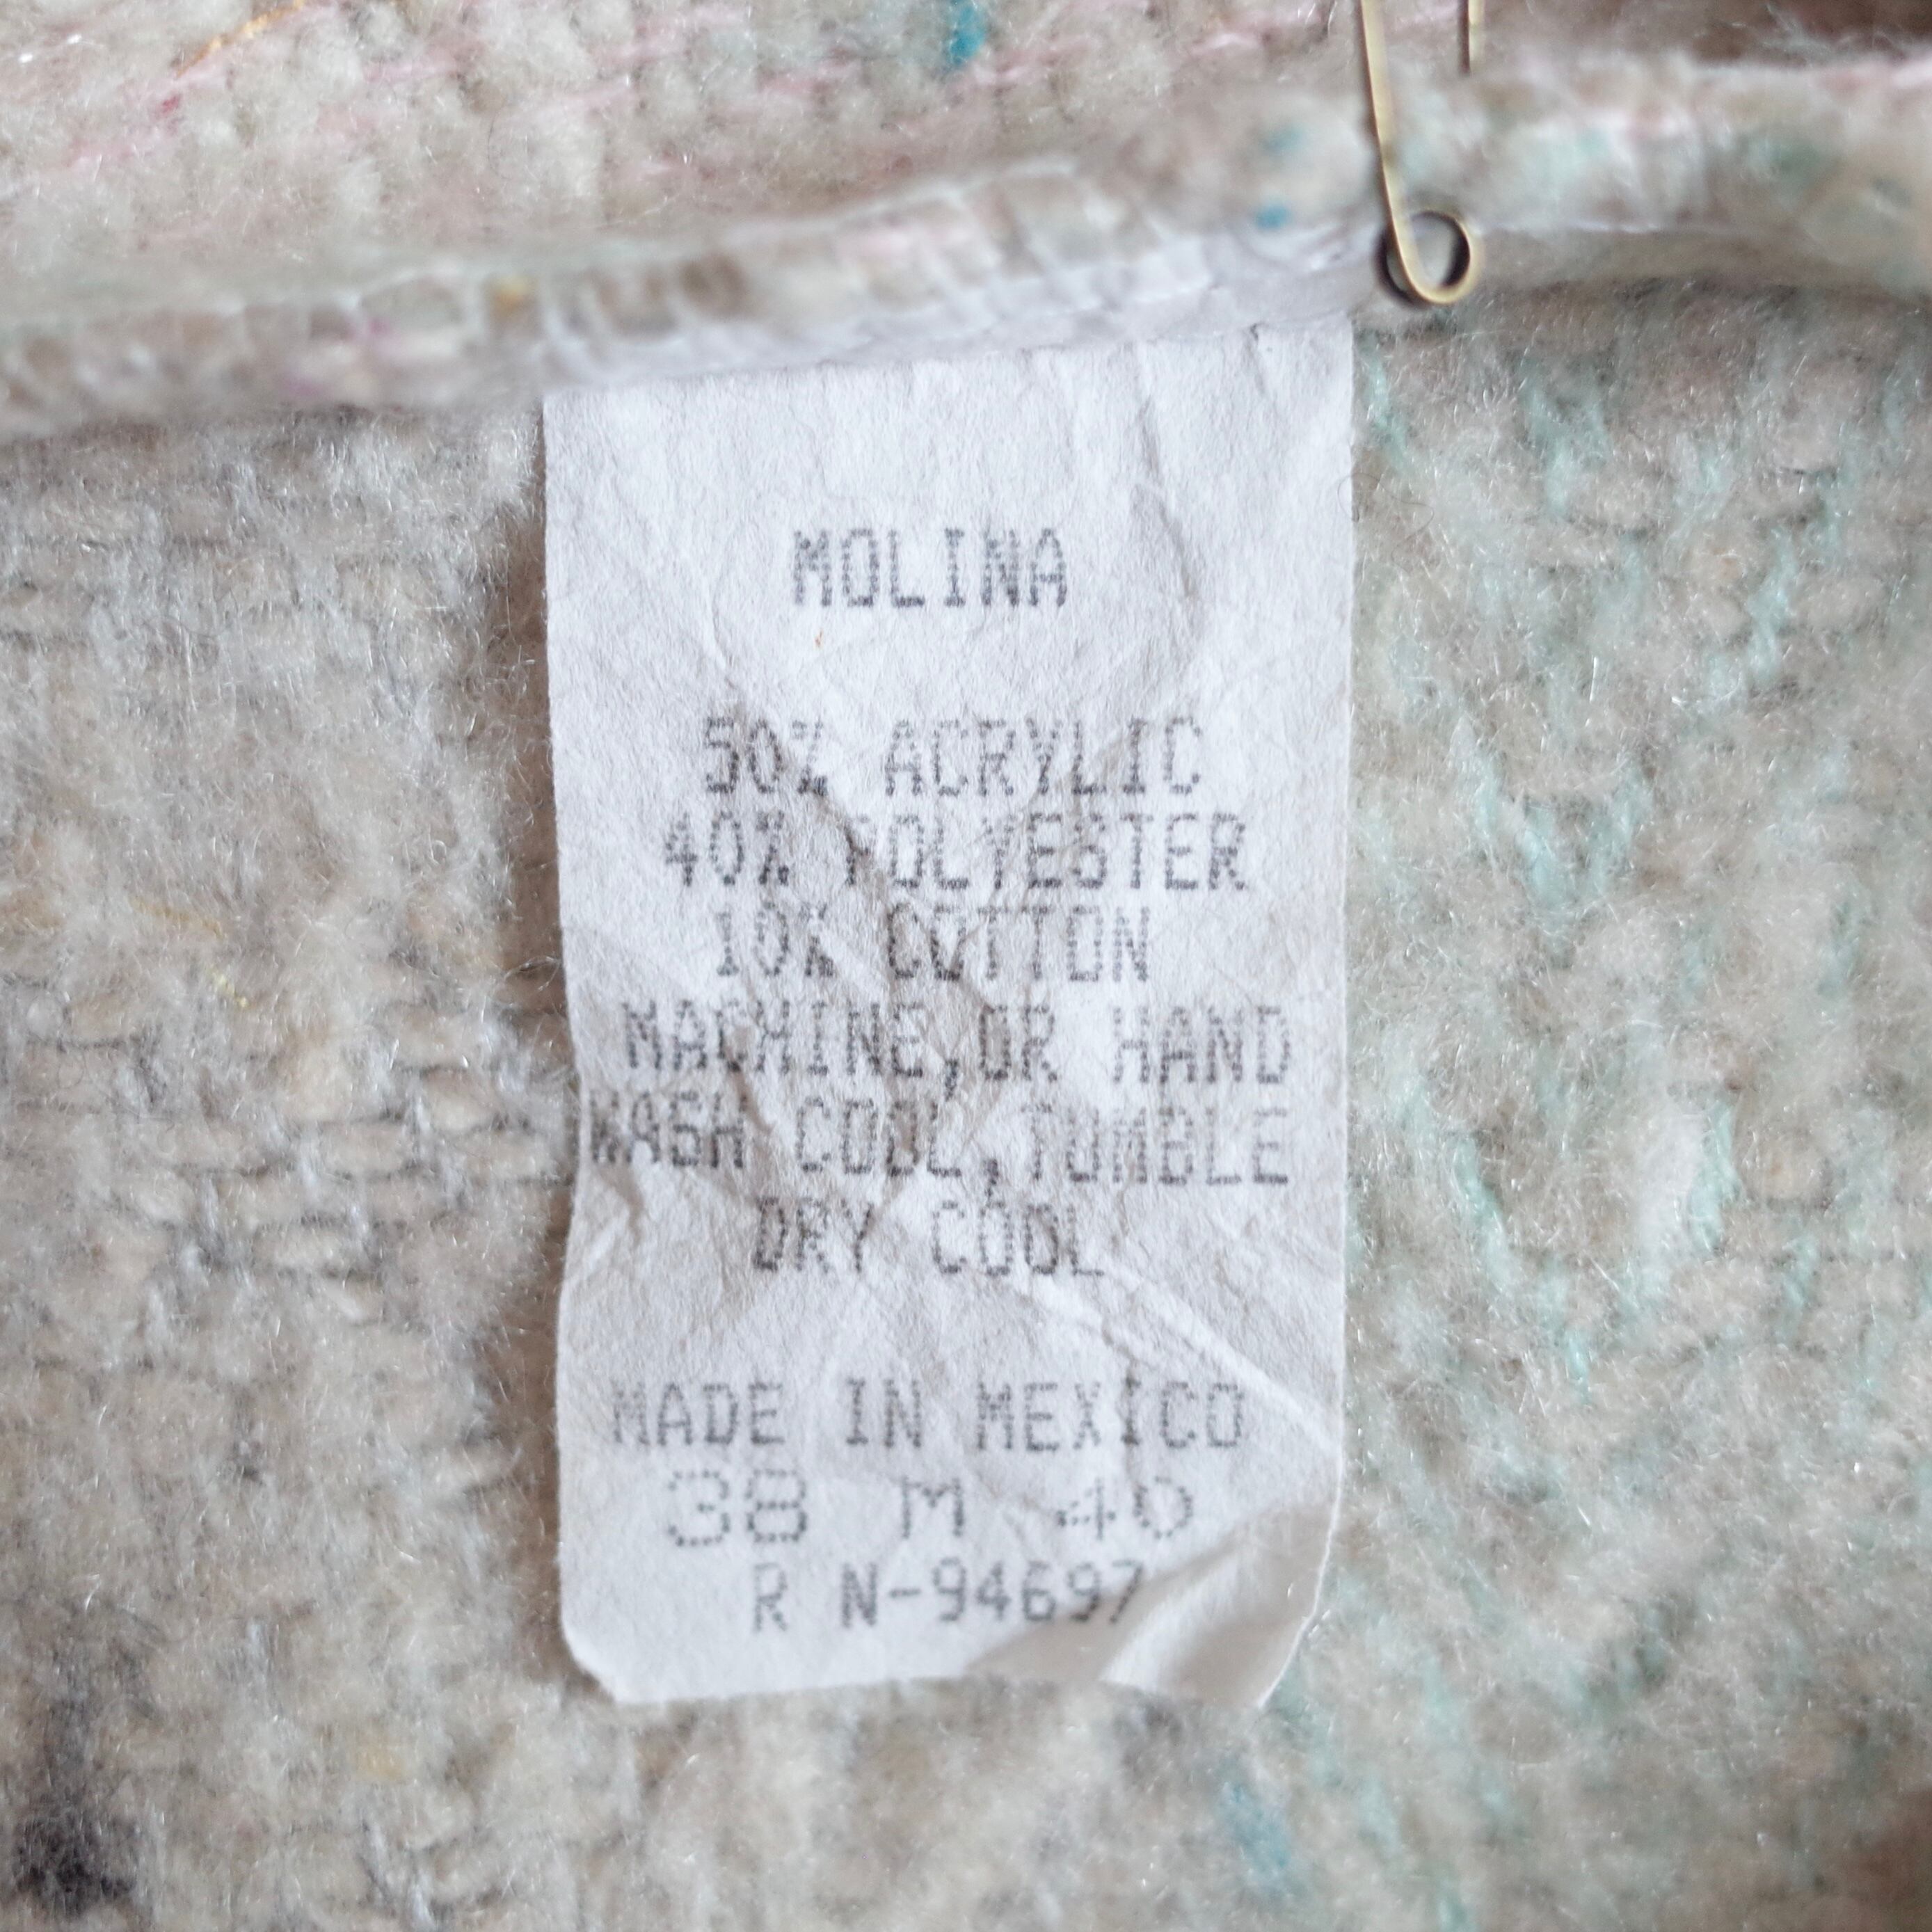 MOLINA
50% ACRYLIC
40% POLYESTER
10% COTTON
MACHINE,OR HAND
WASH COOL,TUMBLE
DRY COOL
MADE IN MEXICO
38 M 40
R N-94697